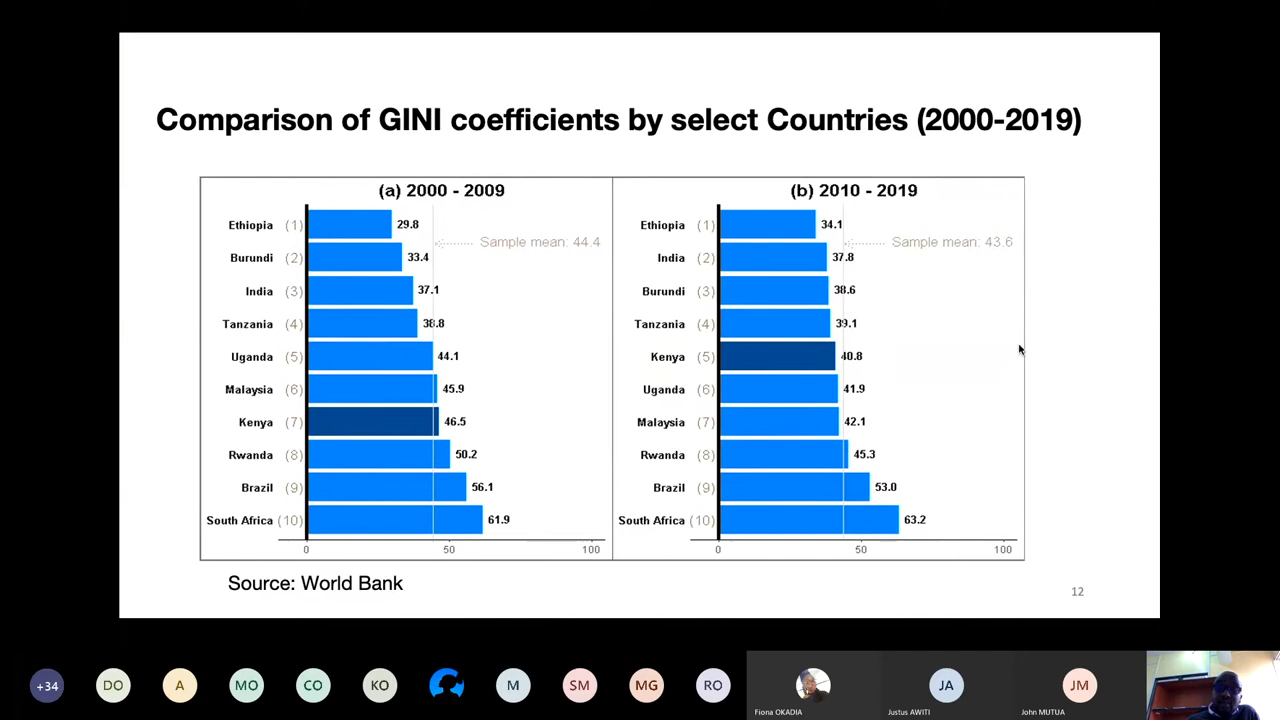 Comparison of GINI coefficients by select Countries (2000-2019)
(a) 2000 - 2009
Ethiopia (1) 29.8
Sample mean: 44.4
Burundi (2) 33.4
India (3) 37.1
Tanzania (4) 38.8
Uganda (5) 44.1
Malaysia (6) 45.9
Kenya (7) 46.5
Rwanda (8) 50.2
Brazil (9) 56.1
South Africa (10) 61.9
0 50 100
(b) 2010 - 2019
Ethiopia (1) 34.1
Sample mean: 43.6
India (2) 37.8
Burundi (3) 38.6
Tanzania (4) 39.1
Kenya (5) 40.8
Uganda (6) 41.9
Malaysia (7) 42.1
Rwanda (8) 45.3
Brazil (9) 53.0
South Africa (10) 63.2
0 50 100
Source: World Bank
12
+34 DO A MO CO KO M SM MG RO JA JM
Fiona OKADIA Justus AWITI John MUTUA